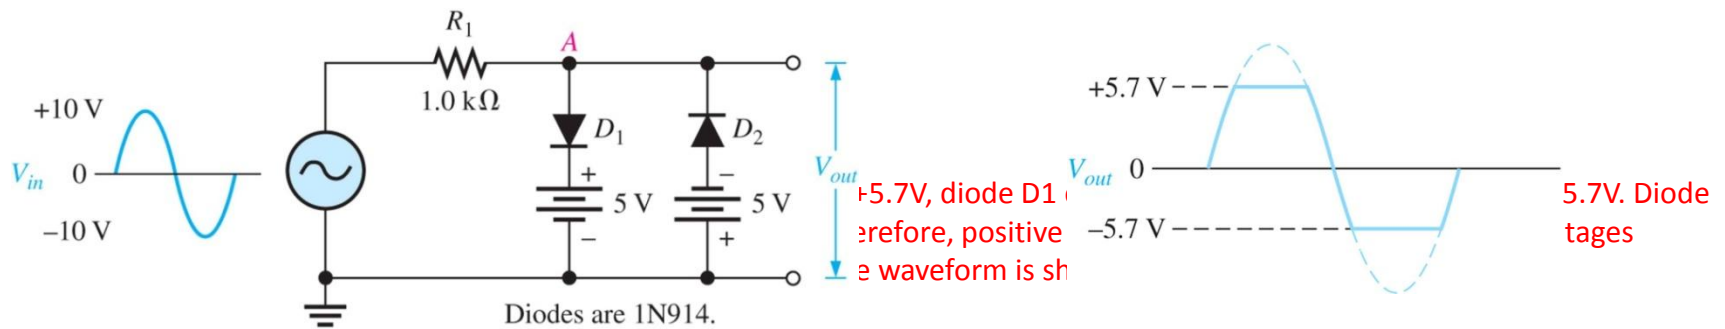 R1
A
+10 V
1.0 kΩ
+5.7 V
D1
D2
Vin
0
+
−
Vout
Vout
0
5 V
5 V
+5.7V, diode D1
5.7V. Diode
−10 V
−
+
erefore, positive
−5.7 V
tages
e waveform is sh
Diodes are 1N914.